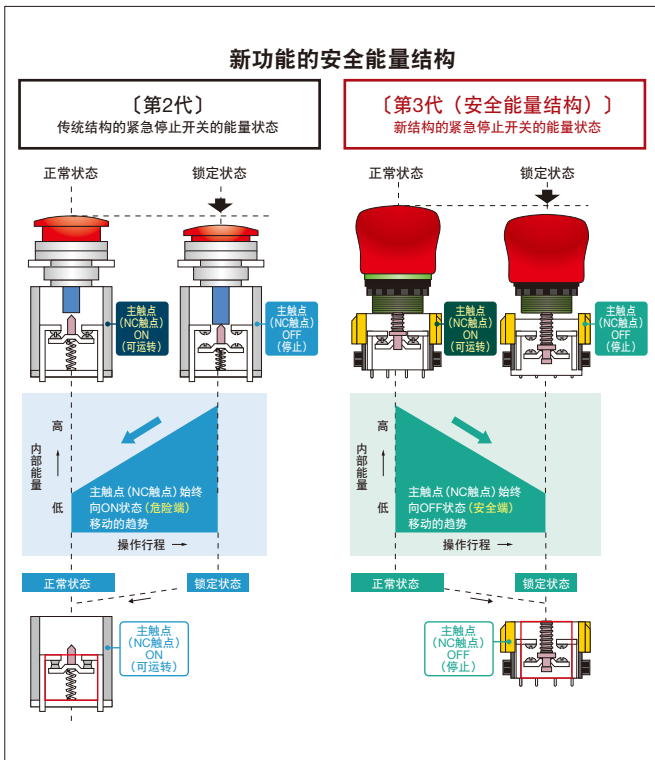 新功能的安全能量结构
〔第2代〕
传统结构的紧急停止开关的能量状态
正常状态
锁定状态
主触点
(NC触点)
ON
(可运转)
主触点
(NC触点)
OFF
(停止)
高
内部能量
低
主触点(NC触点)始终
向ON状态(危险端)
移动的趋势
操作行程
正常状态
锁定状态
主触点
(NC触点)
ON
(可运转)
〔第3代(安全能量结构)〕
新结构的紧急停止开关的能量状态
正常状态
锁定状态
主触点
(NC触点)
ON
(可运转)
主触点
(NC触点)
OFF
(停止)
高
内部能量
低
主触点(NC触点)始终
向OFF状态(安全端)
移动的趋势
操作行程
正常状态
锁定状态
主触点
(NC触点)
OFF
(停止)